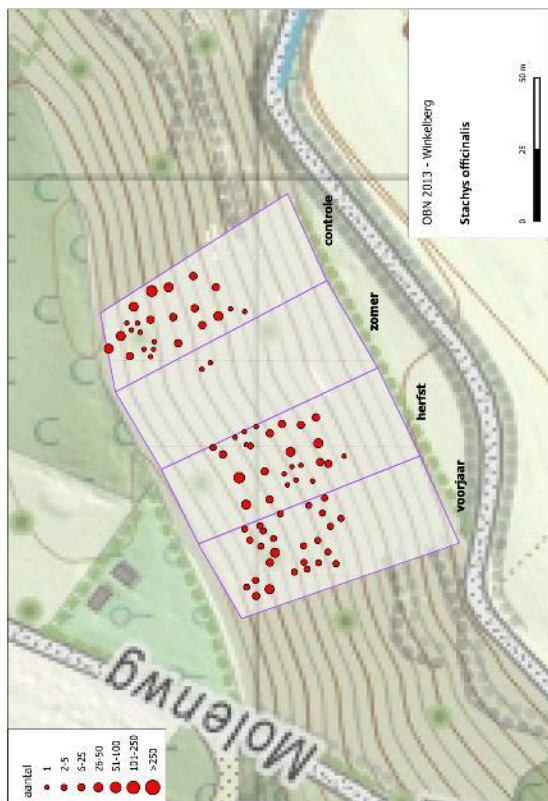 aantal
1
2-5
6-25
26-50
51-100
101-250
>250
Molenwg
voorjaar
herfst
zomer
controle
OBN 2013 - Winkelberg
Stachys officinalis
0 25 50 m